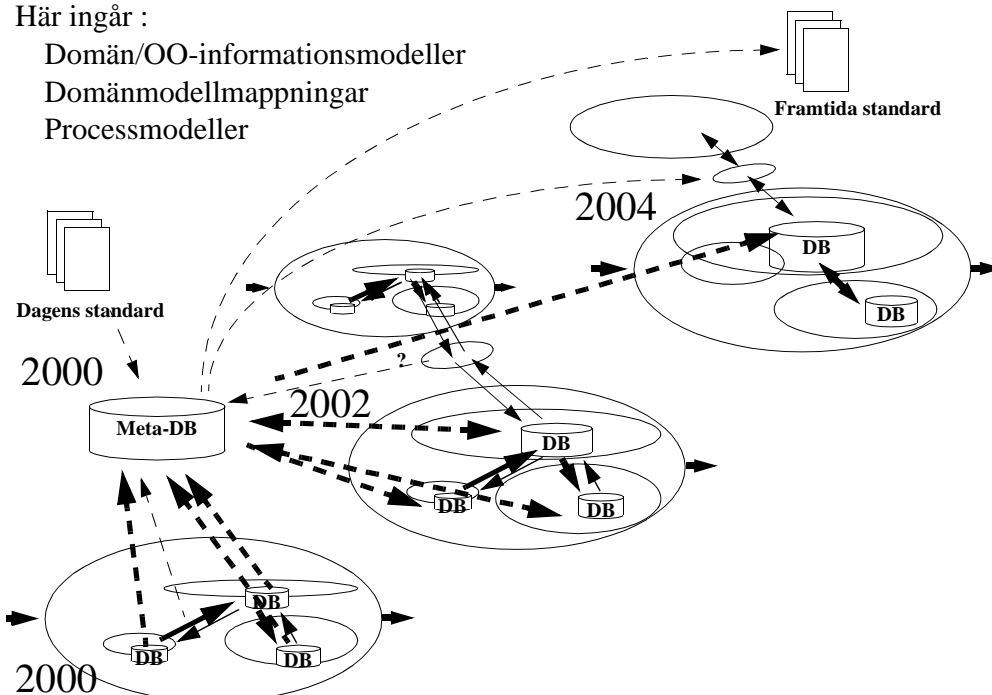 Här ingår :
Domän/OO-informationsmodeller
Domänmodellmappningar
Processmodeller
Framtida standard
2004
DB
DB
Dagens standard
?
2000
2002
Meta-DB
DB
DB
DB
DB
DB
DB
2000